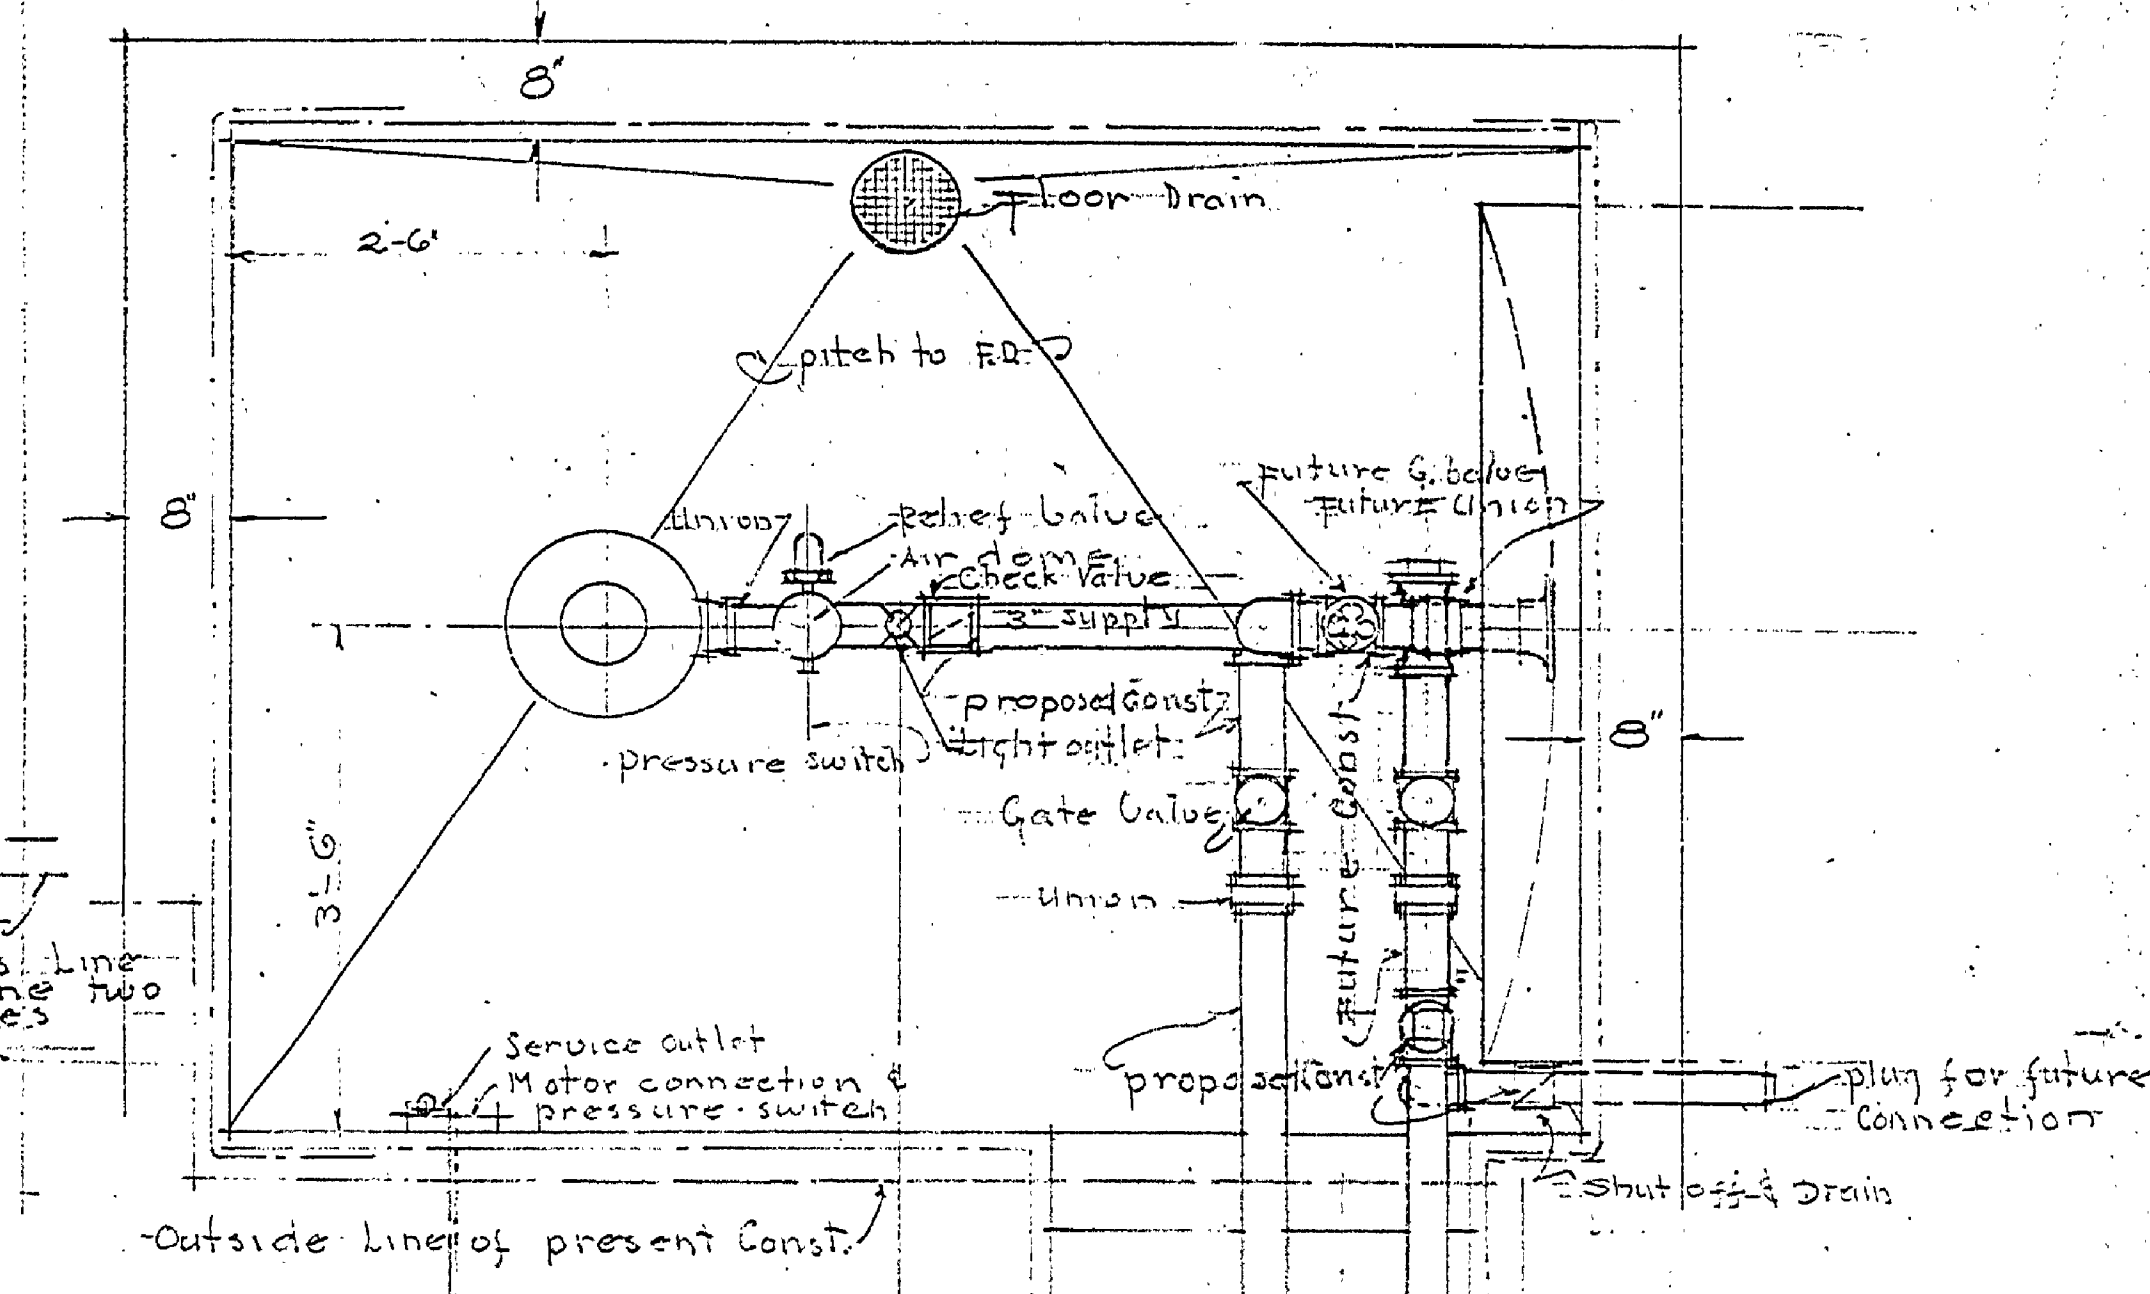 8"
Floor Drain
2'-6"
pitch to F.D.
Future G. Valve
Future Union
8"
Union
Relief Valve
Air dome
Check Valve
3" supply
proposed Const.
Light outlet
pressure switch
8"
Gate Valve
Future Const
3'-6"
Union
s Line
ne two
es
Service outlet
Motor connection &
pressure switch
proposed Const
plug for future
Connection
Shut off & Drain
Outside Line of present Const.